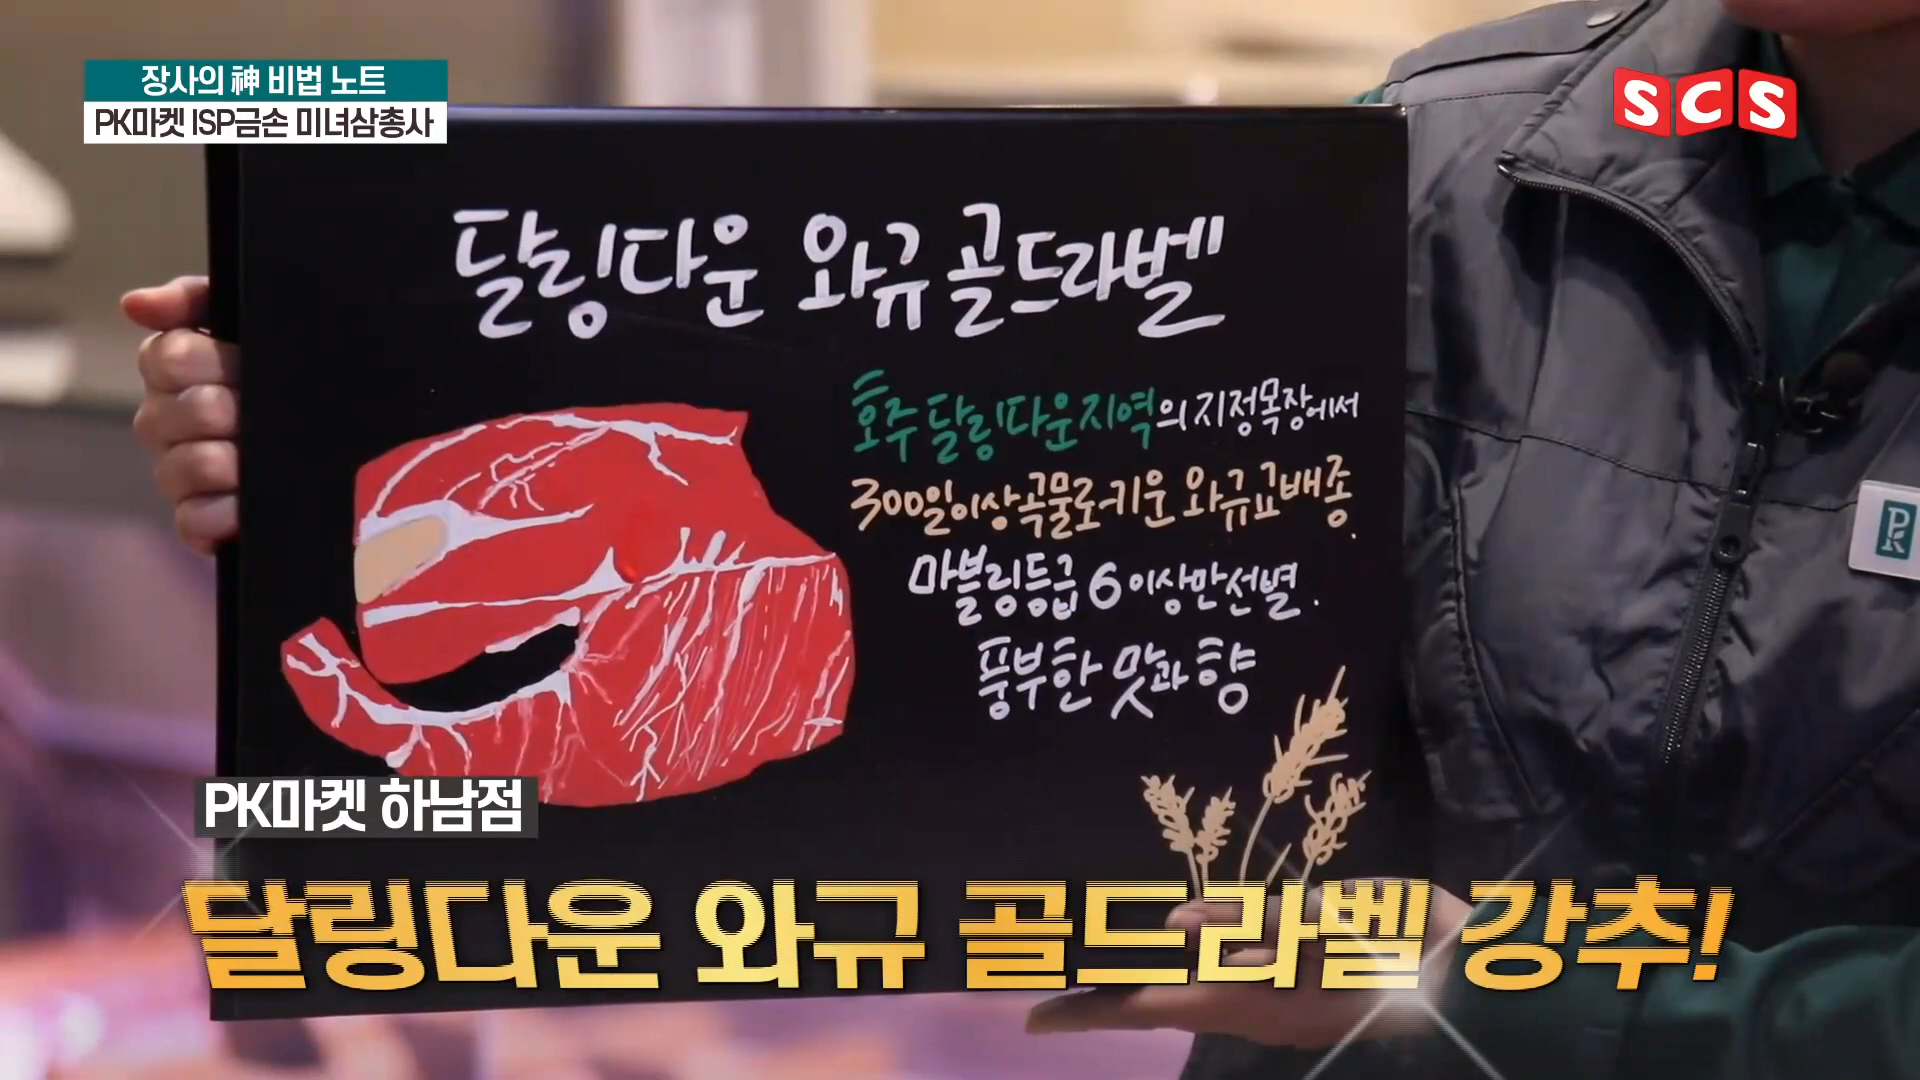 장사의 神 비법 노트
PK마켓 ISP금손 미녀삼총사
SCS
달링다운 와규 골드라벨
호주 달링다운지역의 지정목장에서
300일이상 곡물로 키운 와규교배종.
마블링등급 6 이상만 선별.
풍부한 맛과 향
PK
PK마켓 하남점
달링다운 와규 골드라벨 강추!